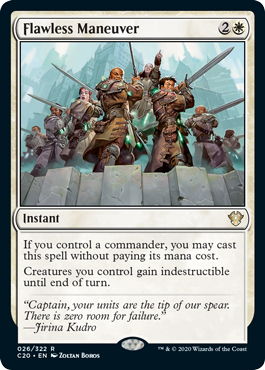 Flawless Maneuver 2
Instant
If you control a commander, you may cast
this spell without paying its mana cost.
Creatures you control gain indestructible
until end of turn.
"Captain, your units are the tip of our spear.
There is zero room for failure."
—Jirina Kudro
026/322 R
C20 • EN Zoltan Boros
™ & © 2020 Wizards of the Coast